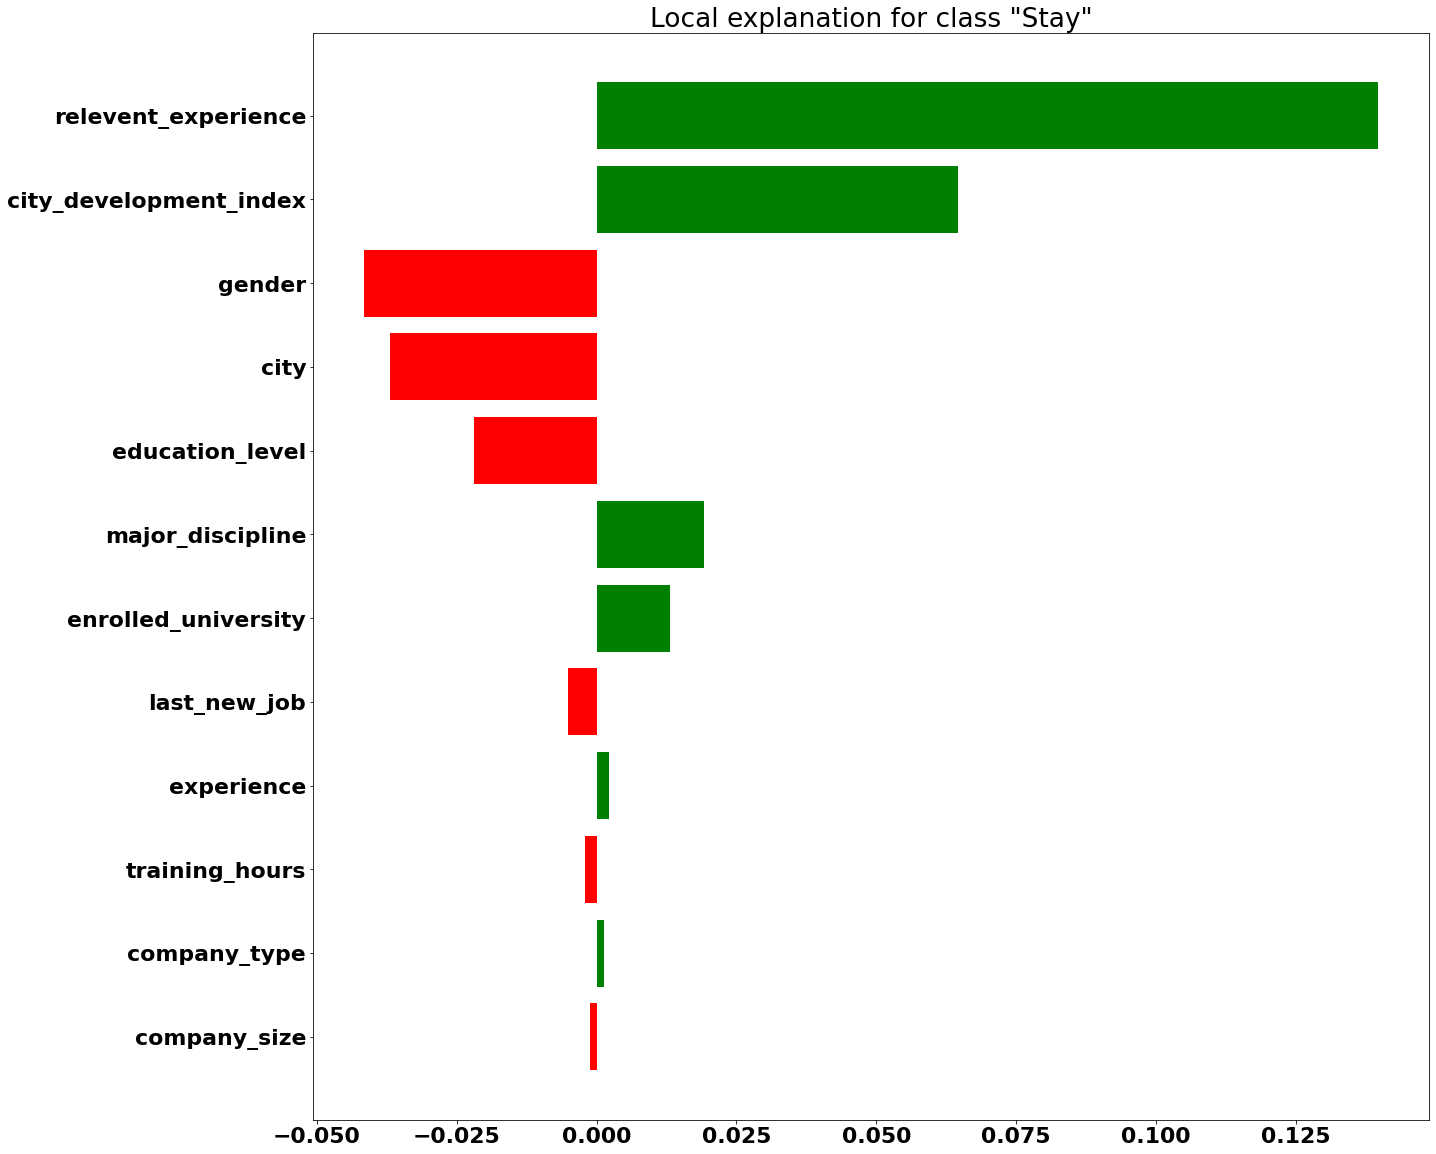 Local explanation for class "Stay"
relevent_experience
city_development_index
gender
city
education_level
major_discipline
enrolled_university
last_new_job
experience
training_hours
company_type
company_size
−0.050 −0.025 0.000 0.025 0.050 0.075 0.100 0.125